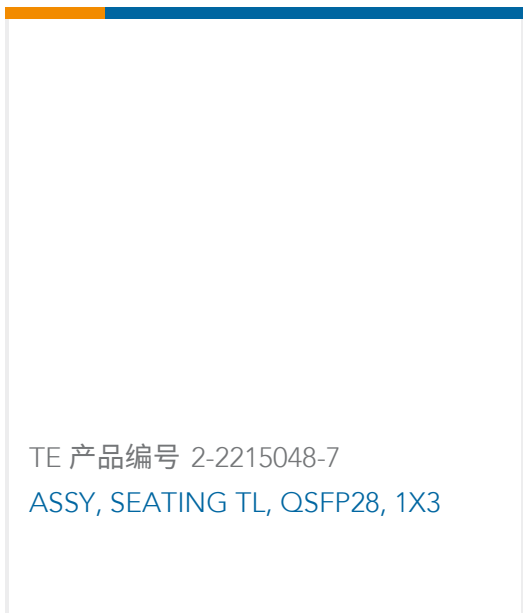 TE 产品编号 2-2215048-7
ASSY, SEATING TL, QSFP28, 1X3